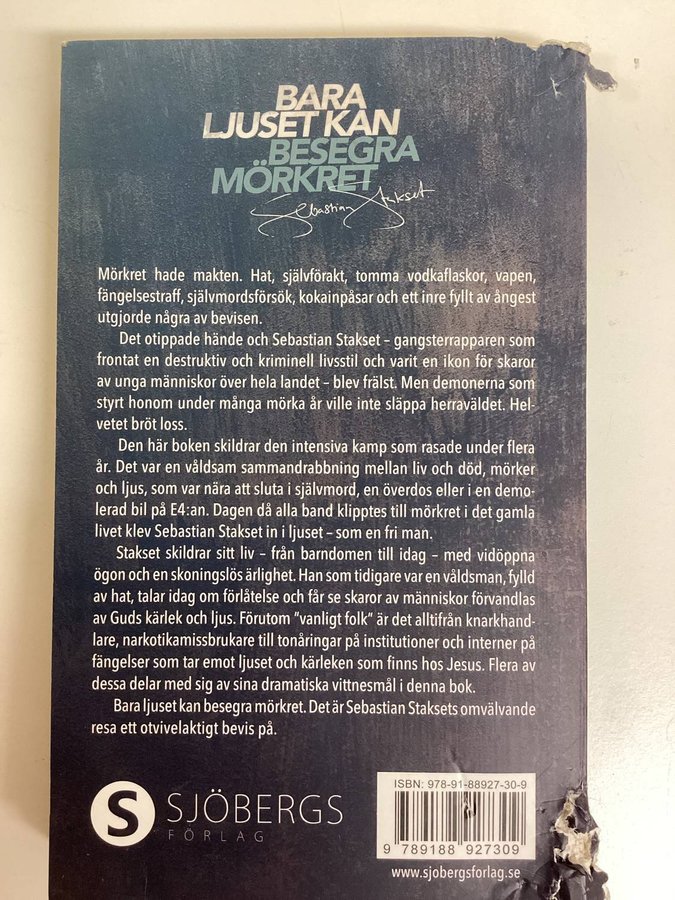 BARA
LJUSET KAN
BESEGRA
MÖRKRET
Sebastian Stakset
Mörkret hade makten. Hat, självförakt, tomma vodkaflaskor, vapen,
fängelsestraff, självmordsförsök, kokainpåsar och ett inre fyllt av ångest
utgjorde några av bevisen.
Det otippade hände och Sebastian Stakset – gangsterrapparen som
frontat en destruktiv och kriminell livsstil och varit en ikon för skaror
av unga människor över hela landet – blev frälst. Men demonerna som
styrt honom under många mörka år ville inte släppa herraväldet. Hel-
vetet bröt loss.
Den här boken skildrar den intensiva kamp som rasade under flera
år. Det var en våldsam sammandrabbning mellan liv och död, mörker
och ljus, som var nära att sluta i självmord, en överdos eller i en demo-
lerad bil på E4:an. Dagen då alla band klipptes till mörkret i det gamla
livet klev Sebastian Stakset in i ljuset – som en fri man.
Stakset skildrar sitt liv – från barndomen till idag – med vidöppna
ögon och en skoningslös ärlighet. Han som tidigare var en våldsman, fylld
av hat, talar idag om förlåtelse och får se skaror av människor förvandlas
av Guds kärlek och ljus. Förutom "vanligt folk" är det alltifrån knarkhand-
lare, narkotikamissbrukare till tonåringar på institutioner och interner på
fängelser som tar emot ljuset och kärleken som finns hos Jesus. Flera av
dessa delar med sig av sina dramatiska vittnesmål i denna bok.
Bara ljuset kan besegra mörkret. Det är Sebastian Staksets omvälvande
resa ett otvivelaktigt bevis på.
S SJÖBERGS
FÖRLAG
ISBN: 978-91-88927-30-9
9 789188 927309
www.sjobergsforlag.se